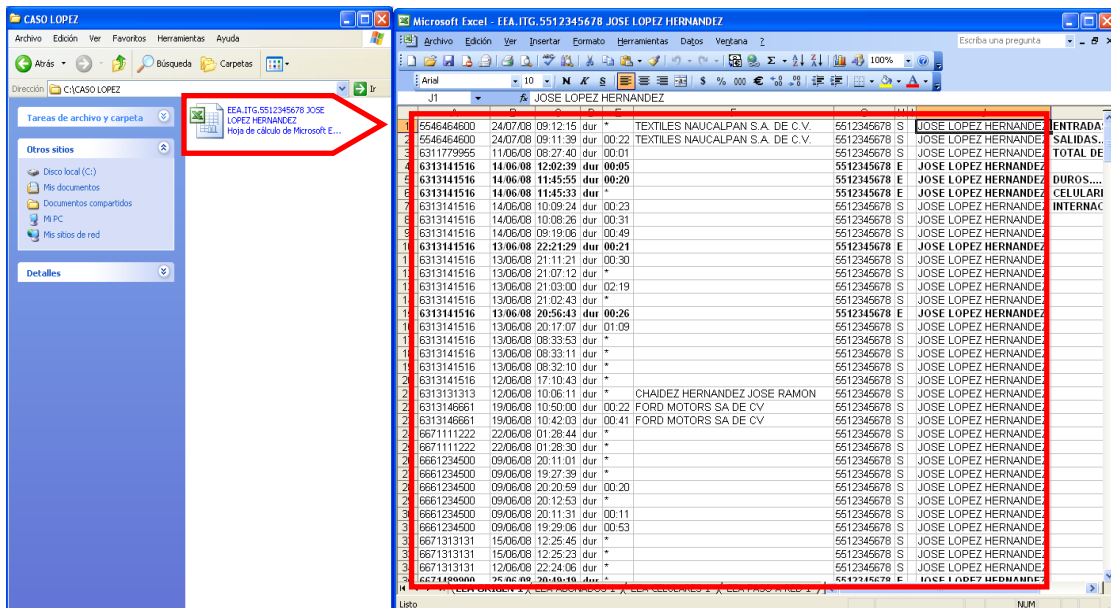 CASO LOPEZ
Archivo Edición Ver Favoritos Herramientas Ayuda
Atrás Búsqueda Carpetas
Dirección C:\CASO LOPEZ Ir
Tareas de archivo y carpeta
Otros sitios
Disco local (C:)
Mis documentos
Documentos compartidos
Mi PC
Mis sitios de red
Detalles
EEA.ITG.5512345678 JOSE
LOPEZ HERNANDEZ
Hoja de cálculo de Microsoft E...
Microsoft Excel - EEA.ITG.5512345678 JOSE LOPEZ HERNANDEZ
Archivo Edición Ver Insertar Formato Herramientas Datos Ventana ?
Escriba una pregunta
100%
Arial 10 N K S $ % 000 €
J1 fx JOSE LOPEZ HERNANDEZ
5546464600 24/07/08 09:12:15 dur * TEXTILES NAUCALPAN S.A. DE C.V. 5512345678 S JOSE LOPEZ HERNANDEZ ENTRADA
5546464600 24/07/08 09:11:39 dur 00:22 TEXTILES NAUCALPAN S.A. DE C.V. 5512345678 S JOSE LOPEZ HERNANDEZ SALIDAS..
6311779955 11/06/08 08:27:40 dur 00:01 5512345678 S JOSE LOPEZ HERNANDEZ TOTAL DE
6313141516 14/06/08 12:02:39 dur 00:05 5512345678 E JOSE LOPEZ HERNANDEZ
6313141516 14/06/08 11:45:55 dur 00:20 5512345678 E JOSE LOPEZ HERNANDEZ DUROS....
6313141516 14/06/08 11:45:33 dur * 5512345678 E JOSE LOPEZ HERNANDEZ CELULARI
6313141516 14/06/08 10:09:24 dur 00:23 5512345678 S JOSE LOPEZ HERNANDEZ INTERNAC
6313141516 14/06/08 10:08:26 dur 00:31 5512345678 S JOSE LOPEZ HERNANDEZ
6313141516 14/06/08 09:19:06 dur 00:49 5512345678 S JOSE LOPEZ HERNANDEZ
6313141516 13/06/08 22:21:29 dur 00:21 5512345678 E JOSE LOPEZ HERNANDEZ
6313141516 13/06/08 21:11:21 dur 00:30 5512345678 S JOSE LOPEZ HERNANDEZ
6313141516 13/06/08 21:07:12 dur * 5512345678 S JOSE LOPEZ HERNANDEZ
6313141516 13/06/08 21:03:00 dur 02:19 5512345678 S JOSE LOPEZ HERNANDEZ
6313141516 13/06/08 21:02:43 dur * 5512345678 S JOSE LOPEZ HERNANDEZ
6313141516 13/06/08 20:56:43 dur 00:26 5512345678 E JOSE LOPEZ HERNANDEZ
6313141516 13/06/08 20:17:07 dur 01:09 5512345678 S JOSE LOPEZ HERNANDEZ
6313141516 13/06/08 08:33:53 dur * 5512345678 S JOSE LOPEZ HERNANDEZ
6313141516 13/06/08 08:33:11 dur * 5512345678 S JOSE LOPEZ HERNANDEZ
6313141516 13/06/08 08:32:10 dur * 5512345678 S JOSE LOPEZ HERNANDEZ
6313141516 12/06/08 17:10:43 dur * 5512345678 S JOSE LOPEZ HERNANDEZ
6313131313 12/06/08 10:06:11 dur * CHAIDEZ HERNANDEZ JOSE RAMON 5512345678 S JOSE LOPEZ HERNANDEZ
6313146661 19/06/08 10:50:00 dur 00:22 FORD MOTORS SA DE CV 5512345678 S JOSE LOPEZ HERNANDEZ
6313146661 19/06/08 10:42:03 dur 00:41 FORD MOTORS SA DE CV 5512345678 S JOSE LOPEZ HERNANDEZ
6671111222 22/06/08 01:28:44 dur * 5512345678 S JOSE LOPEZ HERNANDEZ
6671111222 22/06/08 01:28:30 dur * 5512345678 S JOSE LOPEZ HERNANDEZ
6661234500 09/06/08 20:11:01 dur * 5512345678 S JOSE LOPEZ HERNANDEZ
6661234500 09/06/08 19:27:39 dur * 5512345678 S JOSE LOPEZ HERNANDEZ
6661234500 09/06/08 20:20:59 dur 00:20 5512345678 S JOSE LOPEZ HERNANDEZ
6661234500 09/06/08 20:12:53 dur * 5512345678 S JOSE LOPEZ HERNANDEZ
6661234500 09/06/08 20:11:31 dur 00:11 5512345678 S JOSE LOPEZ HERNANDEZ
6661234500 09/06/08 19:29:06 dur 00:53 5512345678 S JOSE LOPEZ HERNANDEZ
6671313131 15/06/08 12:25:45 dur * 5512345678 S JOSE LOPEZ HERNANDEZ
6671313131 15/06/08 12:25:23 dur * 5512345678 S JOSE LOPEZ HERNANDEZ
6671313131 12/06/08 22:24:06 dur * 5512345678 S JOSE LOPEZ HERNANDEZ
6671489900 25/06/08 20:49:19 dur * 5512345678 E JOSE LOPEZ HERNANDEZ
Listo NUM